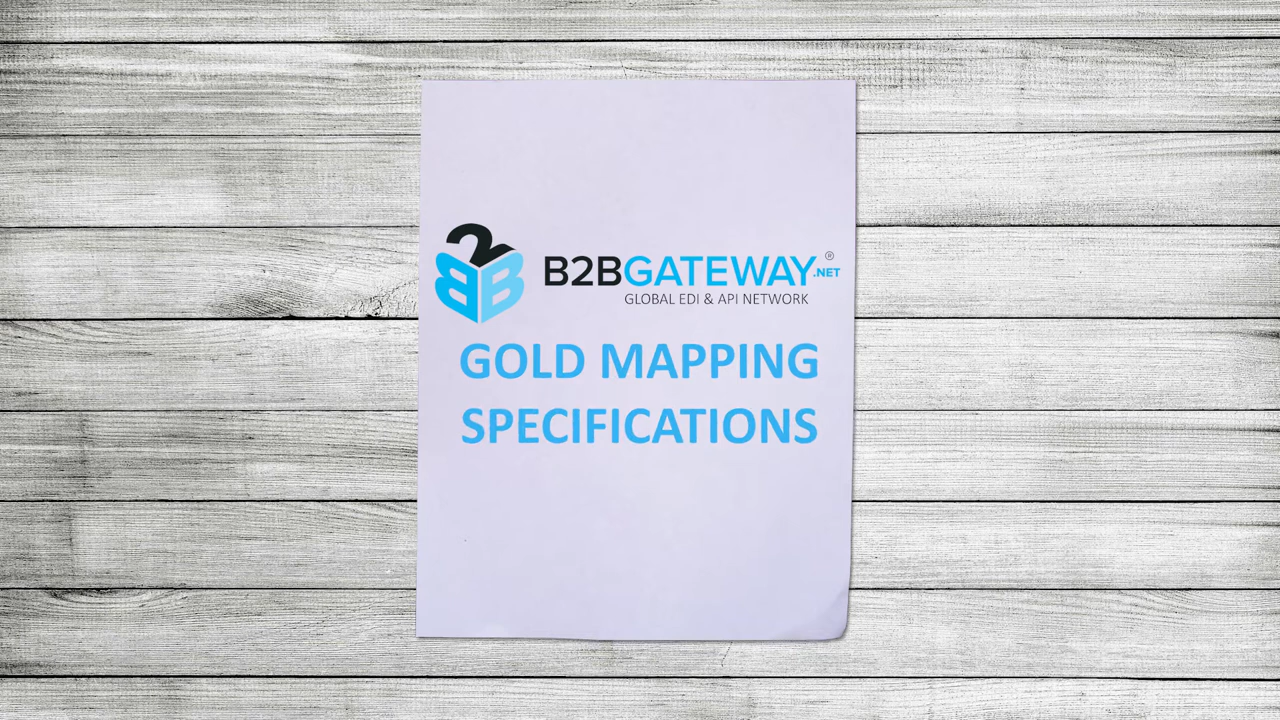 B2BGATEWAY.NET®
GLOBAL EDI & API NETWORK
GOLD MAPPING
SPECIFICATIONS